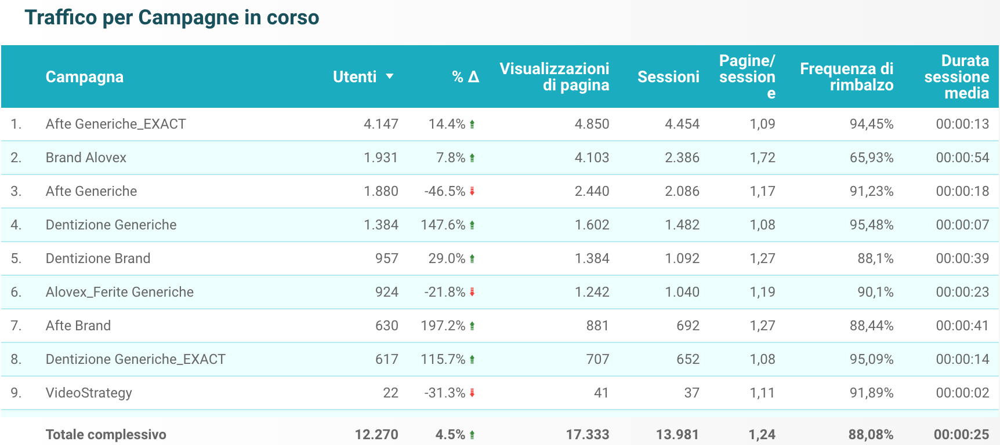 Traffico per Campagne in corso
Campagna Utenti % Δ Visualizzazioni di pagina Sessioni Pagine/sessione Frequenza di rimbalzo Durata sessione media
1. Afte Generiche_EXACT 4.147 14.4% 4.850 4.454 1,09 94,45% 00:00:13
2. Brand Alovex 1.931 7.8% 4.103 2.386 1,72 65,93% 00:00:54
3. Afte Generiche 1.880 -46.5% 2.440 2.086 1,17 91,23% 00:00:18
4. Dentizione Generiche 1.384 147.6% 1.602 1.482 1,08 95,48% 00:00:07
5. Dentizione Brand 957 29.0% 1.384 1.092 1,27 88,1% 00:00:39
6. Alovex_Ferite Generiche 924 -21.8% 1.242 1.040 1,19 90,1% 00:00:23
7. Afte Brand 630 197.2% 881 692 1,27 88,44% 00:00:41
8. Dentizione Generiche_EXACT 617 115.7% 707 652 1,08 95,09% 00:00:14
9. VideoStrategy 22 -31.3% 41 37 1,11 91,89% 00:00:02
Totale complessivo 12.270 4.5% 17.333 13.981 1,24 88,08% 00:00:25